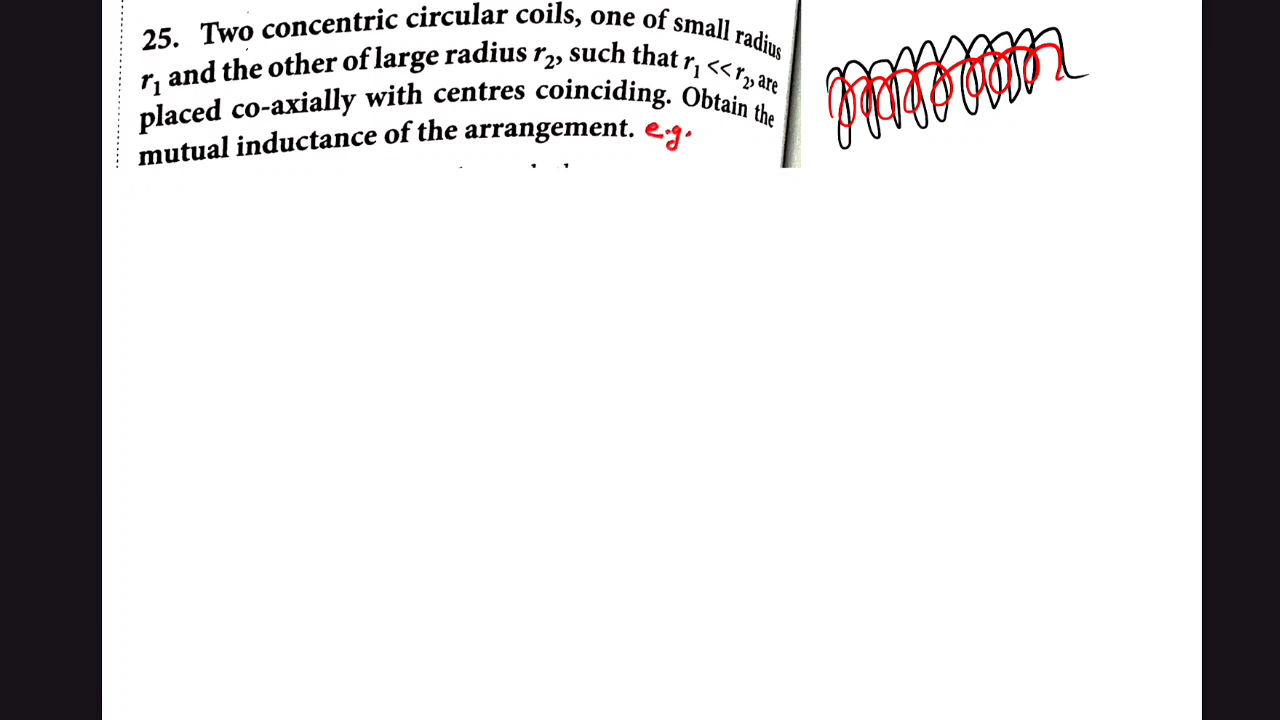 25. Two concentric circular coils, one of small radius
r₁ and the other of large radius r₂, such that r₁ << r₂, are
placed co-axially with centres coinciding. Obtain the
mutual inductance of the arrangement. e.g.